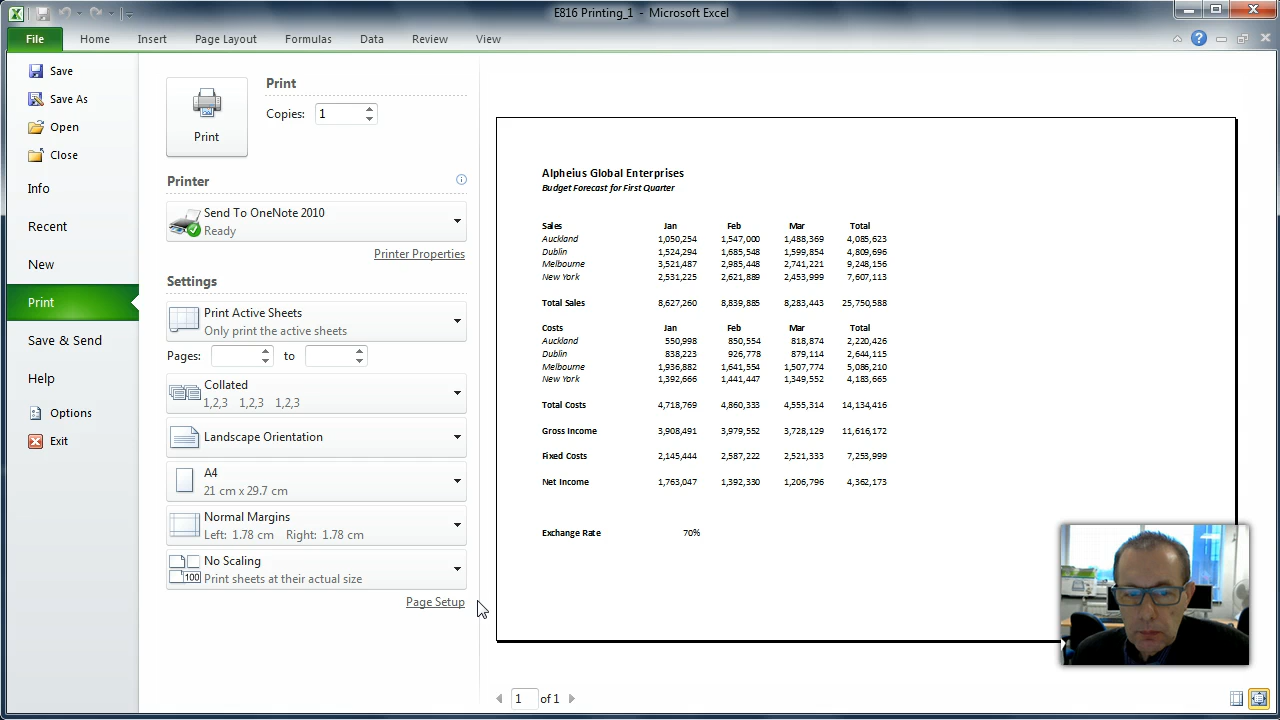 E816 Printing_1 - Microsoft Excel
File Home Insert Page Layout Formulas Data Review View
Save
Save As
Open
Close
Info
Recent
New
Print
Save & Send
Help
Options
Exit
Print
Print
Copies: 1
Printer
Send To OneNote 2010
Ready
Printer Properties
Settings
Print Active Sheets
Only print the active sheets
Pages: to
Collated
1,2,3 1,2,3 1,2,3
Landscape Orientation
A4
21 cm x 29.7 cm
Normal Margins
Left: 1.78 cm Right: 1.78 cm
No Scaling
100 Print sheets at their actual size
Page Setup
Alpheius Global Enterprises
Budget Forecast for First Quarter
Sales Jan Feb Mar Total
Auckland 1,050,254 1,547,000 1,488,369 4,085,623
Dublin 1,524,294 1,685,548 1,599,854 4,809,696
Melbourne 3,521,487 2,985,448 2,741,221 9,248,156
New York 2,531,225 2,621,889 2,453,999 7,607,113
Total Sales 8,627,260 8,839,885 8,283,443 25,750,588
Costs Jan Feb Mar Total
Auckland 550,998 850,554 818,874 2,220,426
Dublin 838,223 926,778 879,114 2,644,115
Melbourne 1,936,882 1,641,554 1,507,774 5,086,210
New York 1,392,666 1,441,447 1,349,552 4,183,665
Total Costs 4,718,769 4,860,333 4,555,314 14,134,416
Gross Income 3,908,491 3,979,552 3,728,129 11,616,172
Fixed Costs 2,145,444 2,587,222 2,521,333 7,253,999
Net Income 1,763,047 1,392,330 1,206,796 4,362,173
Exchange Rate 70%
1 of 1